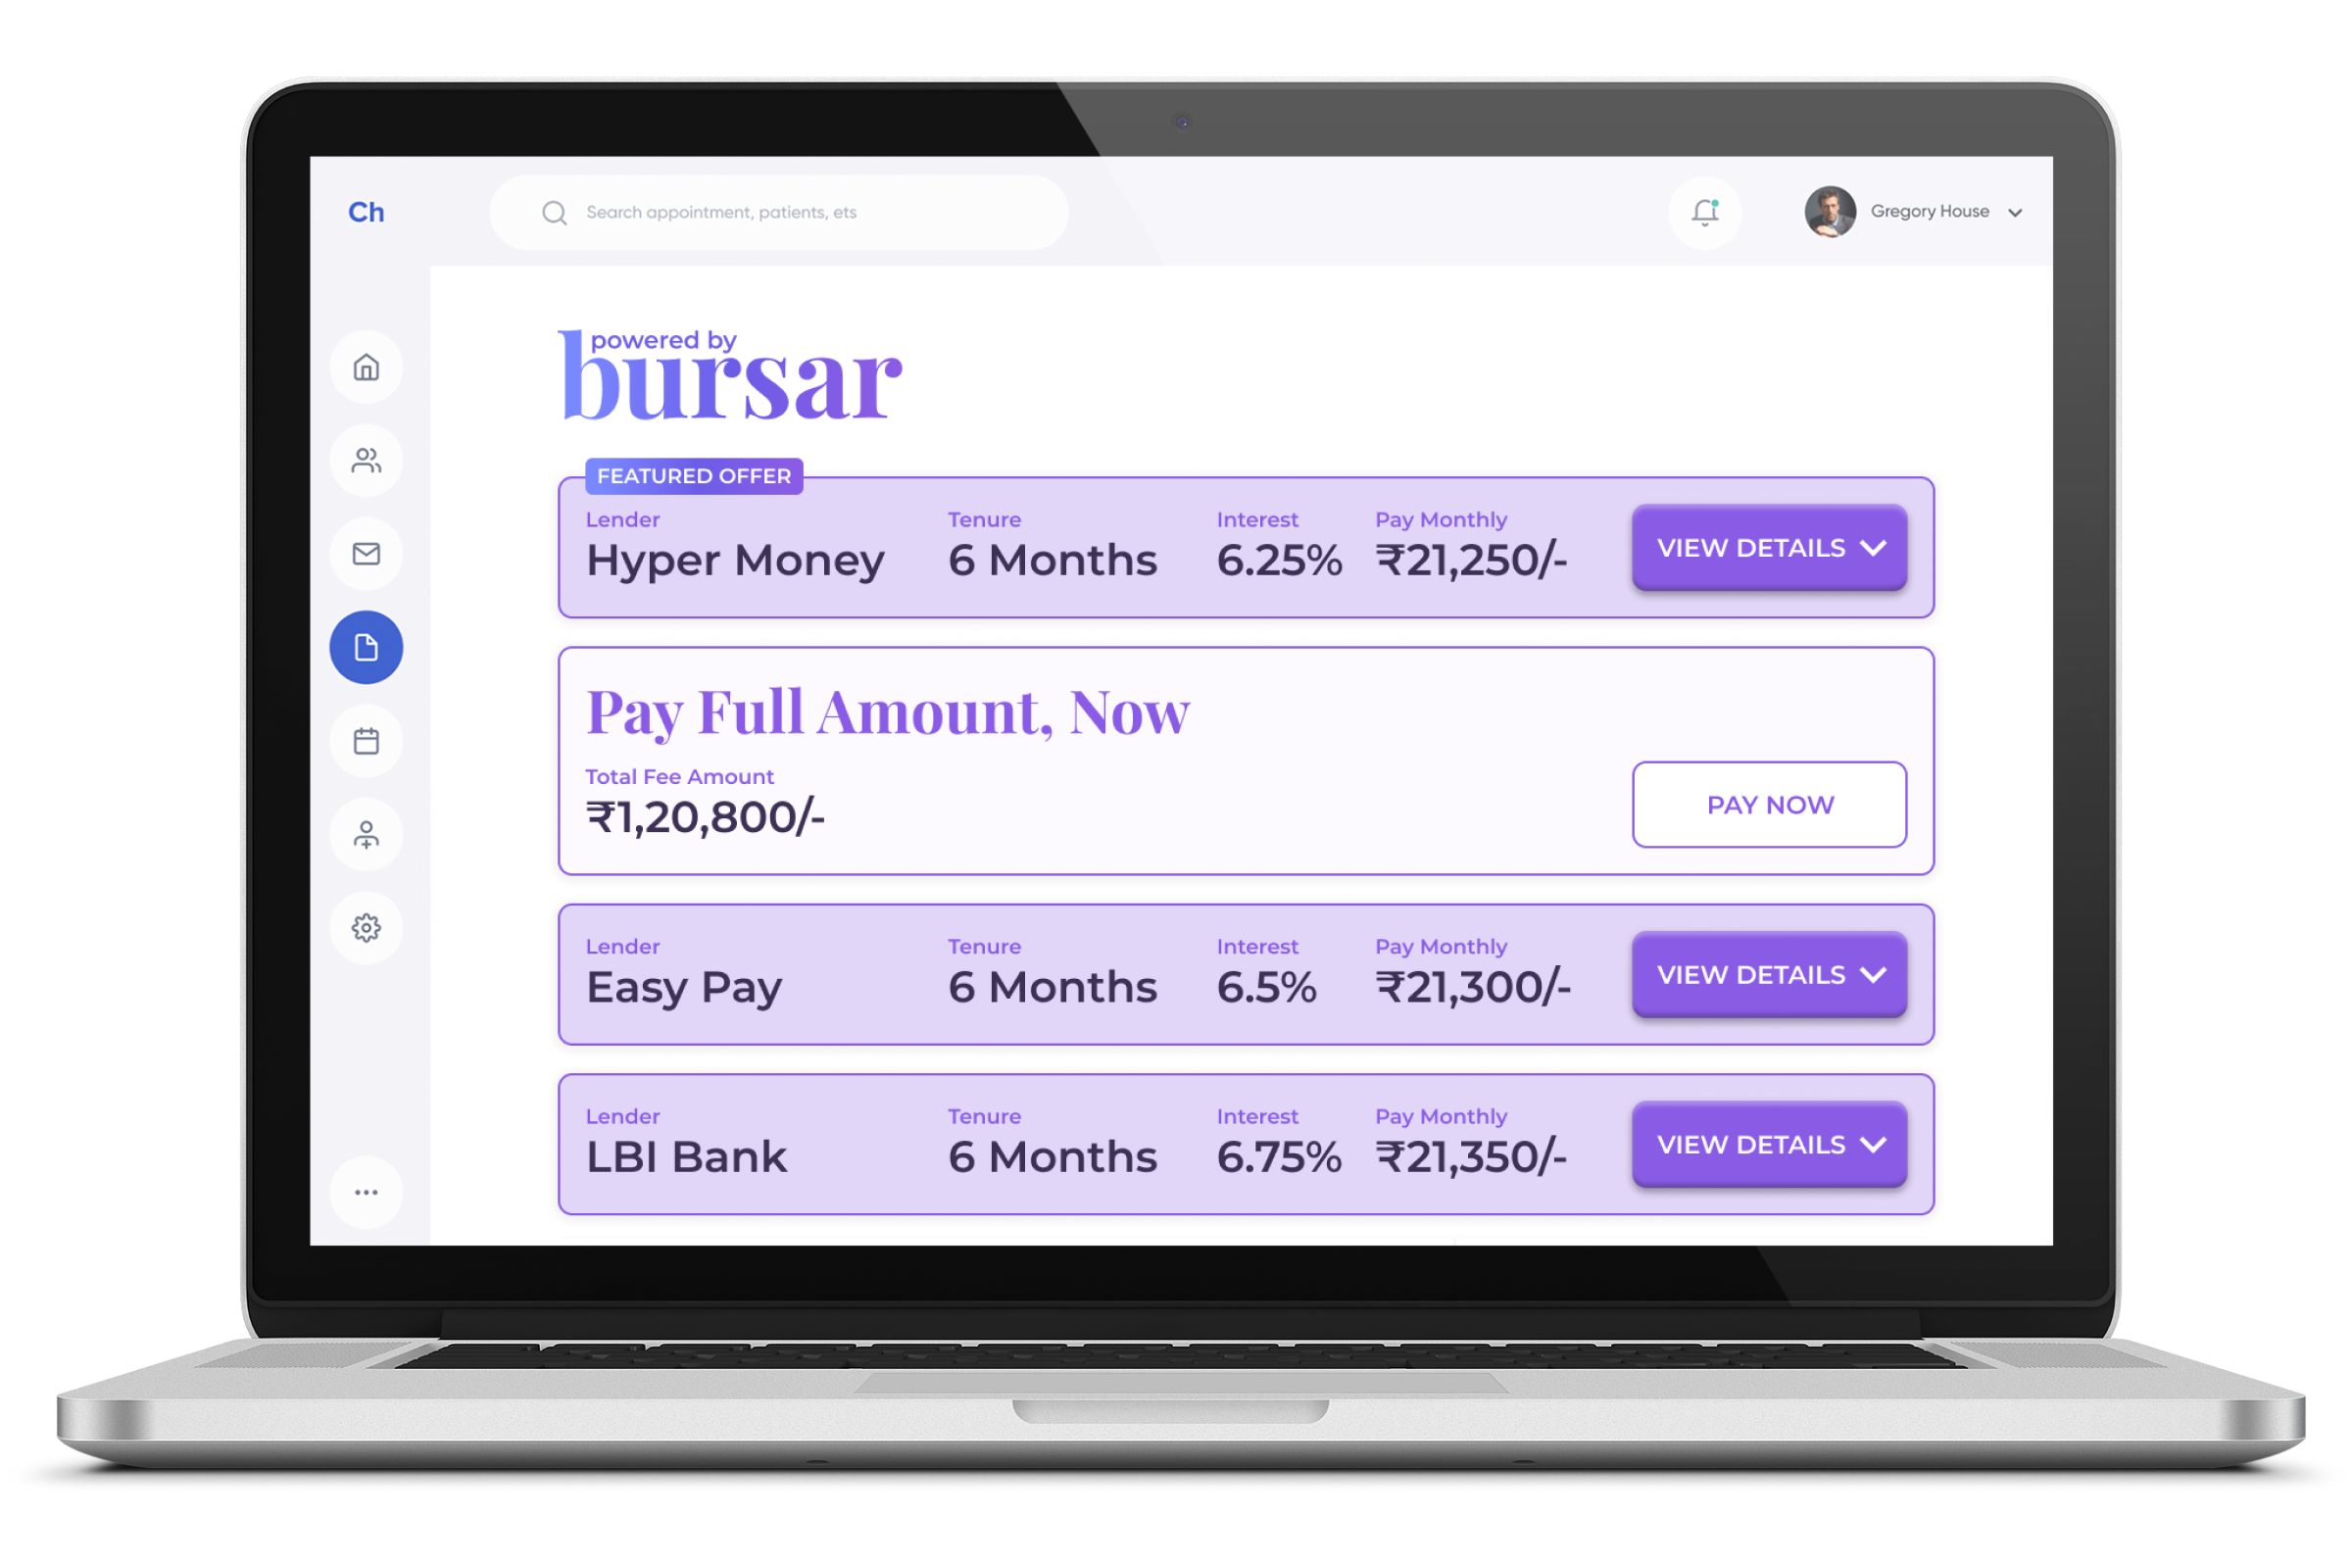 Ch
Search appointment, patients, ets
Gregory House
powered by
bursar
FEATURED OFFER
Lender Tenure Interest Pay Monthly
Hyper Money 6 Months 6.25% ₹21,250/- VIEW DETAILS
Pay Full Amount, Now
Total Fee Amount
₹1,20,800/-
PAY NOW
Lender Tenure Interest Pay Monthly
Easy Pay 6 Months 6.5% ₹21,300/- VIEW DETAILS
Lender Tenure Interest Pay Monthly
LBI Bank 6 Months 6.75% ₹21,350/- VIEW DETAILS